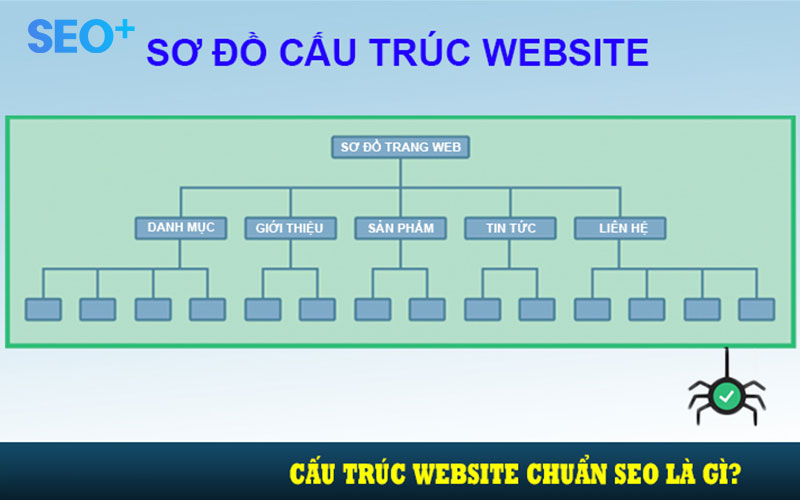 SEO+
SƠ ĐỒ CẤU TRÚC WEBSITE
SƠ ĐỒ TRANG WEB
DANH MỤC
GIỚI THIỆU
SẢN PHẨM
TIN TỨC
LIÊN HỆ
CẤU TRÚC WEBSITE CHUẨN SEO LÀ GÌ?